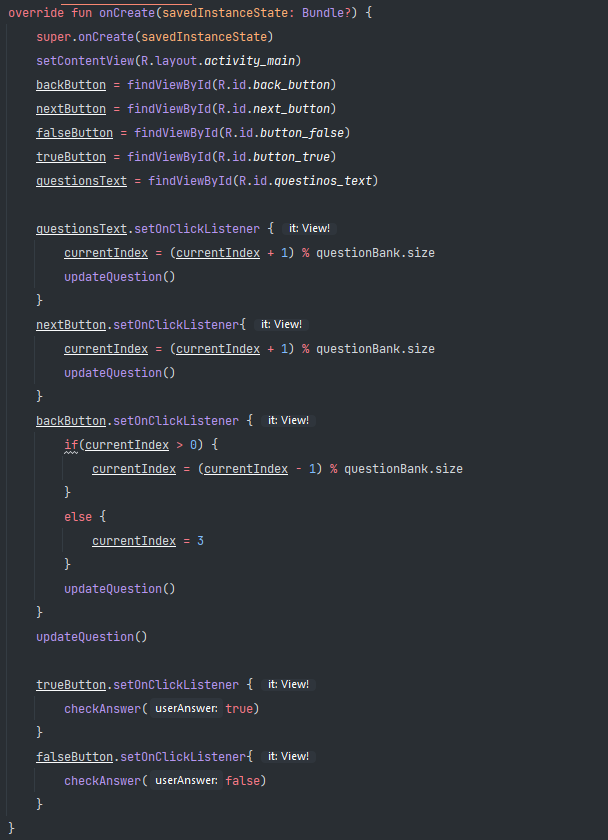 override fun onCreate(savedInstanceState: Bundle?) {
super.onCreate(savedInstanceState)
setContentView(R.layout.activity_main)
backButton = findViewById(R.id.back_button)
nextButton = findViewById(R.id.next_button)
falseButton = findViewById(R.id.button_false)
trueButton = findViewById(R.id.button_true)
questionsText = findViewById(R.id.questinos_text)
questionsText.setOnClickListener { it: View!
currentIndex = (currentIndex + 1) % questionBank.size
updateQuestion()
}
nextButton.setOnClickListener{ it: View!
currentIndex = (currentIndex + 1) % questionBank.size
updateQuestion()
}
backButton.setOnClickListener { it: View!
if(currentIndex > 0) {
currentIndex = (currentIndex - 1) % questionBank.size
}
else {
currentIndex = 3
}
updateQuestion()
}
updateQuestion()
trueButton.setOnClickListener { it: View!
checkAnswer( userAnswer: true)
}
falseButton.setOnClickListener{ it: View!
checkAnswer( userAnswer: false)
}
}